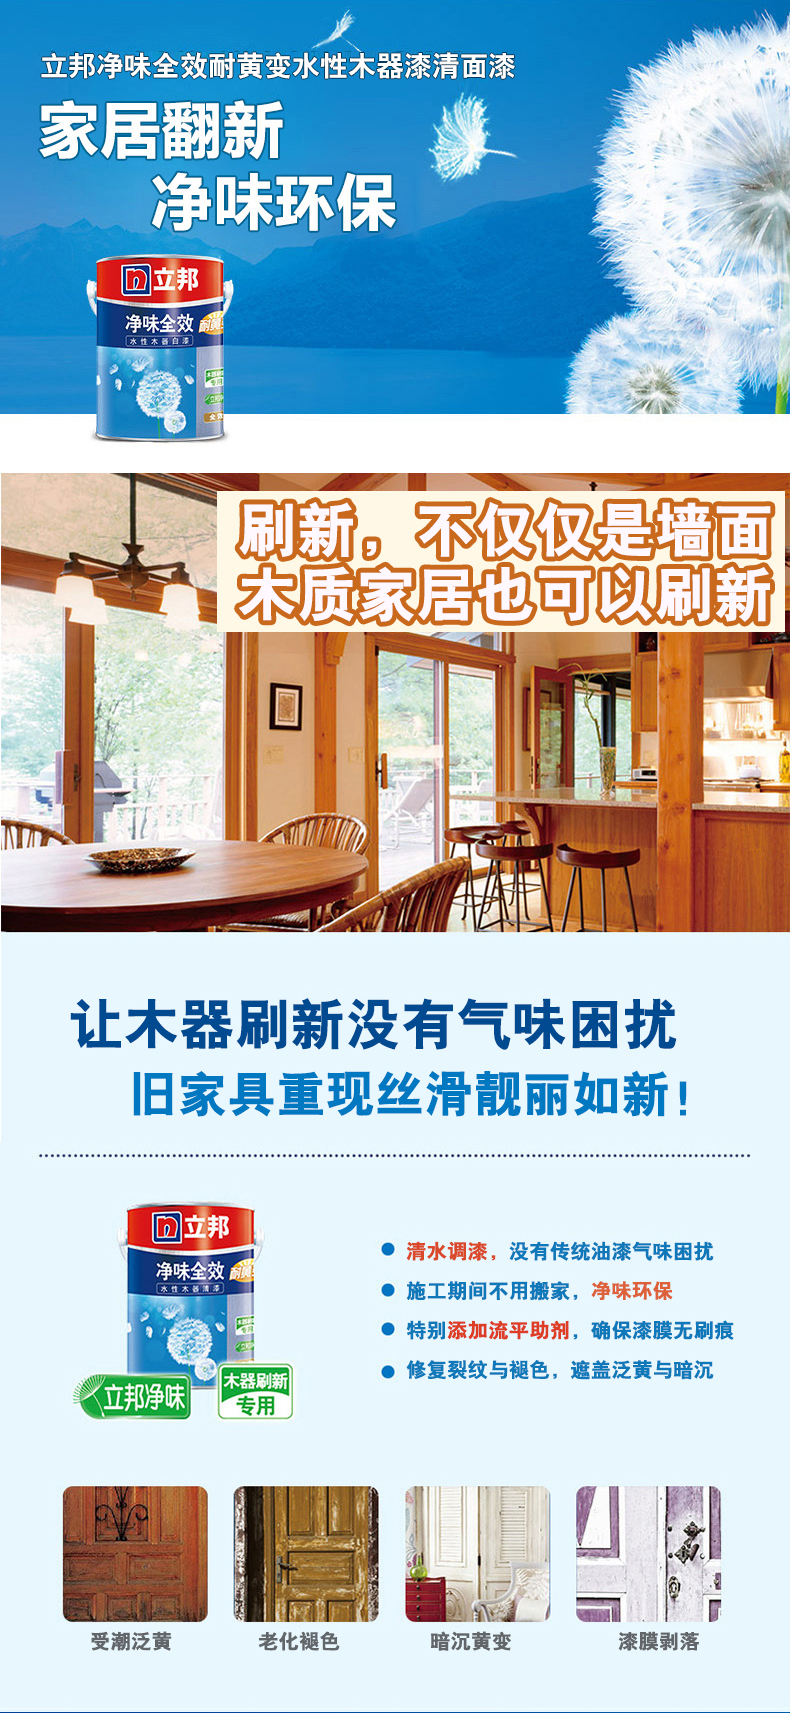 立邦净味全效耐黄变水性木器漆清面漆
家居翻新
净味环保
n立邦
净味全效
水性木器白漆
刷新，不仅仅是墙面
木质家居也可以刷新
让木器刷新没有气味困扰
旧家具重现丝滑靓丽如新！
n立邦
净味全效
水性木器清漆
立邦净味
木器刷新
专用
清水调漆，没有传统油漆气味困扰
施工期间不用搬家，净味环保
特别添加流平助剂，确保漆膜无刷痕
修复裂纹与褪色，遮盖泛黄与暗沉
受潮泛黄
老化褪色
暗沉黄变
漆膜剥落